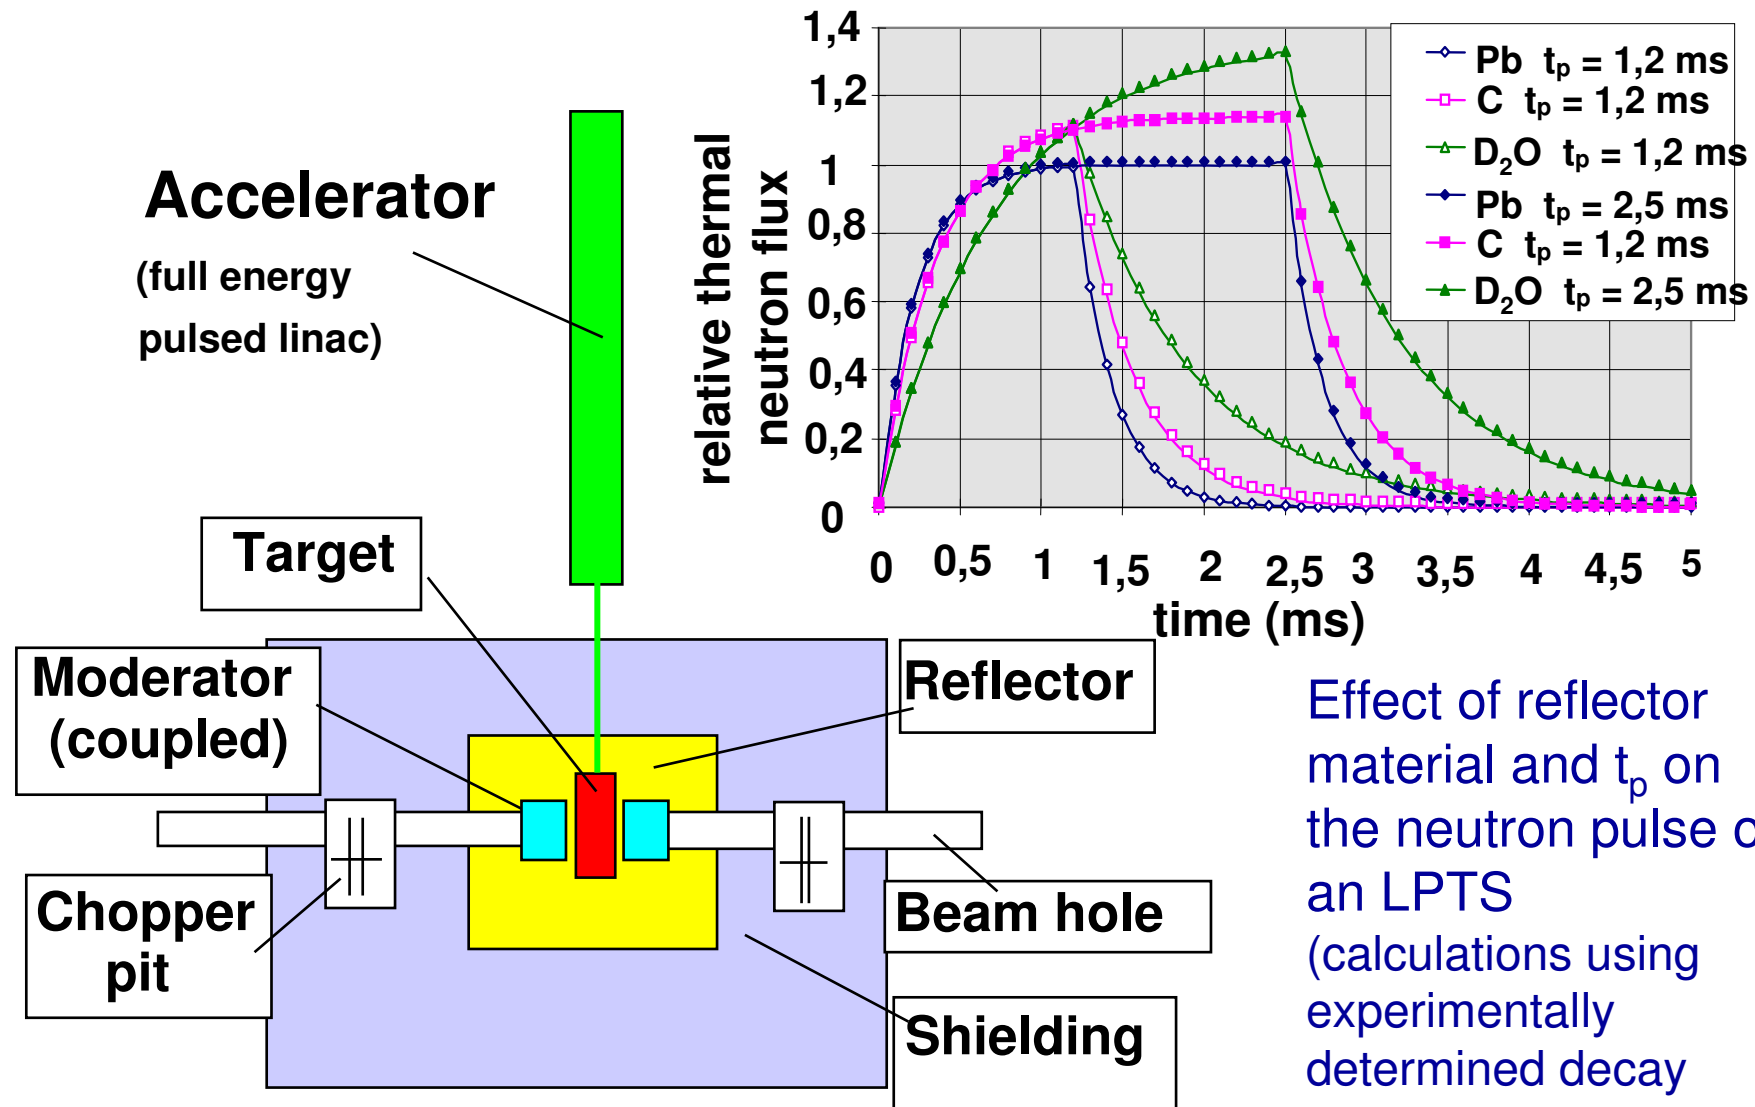 Accelerator
(full energy
pulsed linac)
Target
Moderator
(coupled)
Reflector
Chopper
pit
Beam hole
Shielding
relative thermal
neutron flux
1,4
1,2
1
0,8
0,6
0,4
0,2
0
0 0,5 1 1,5 2 2,5 3 3,5 4 4,5 5
time (ms)
Pb tₚ = 1,2 ms
C tₚ = 1,2 ms
D₂O tₚ = 1,2 ms
Pb tₚ = 2,5 ms
C tₚ = 1,2 ms
D₂O tₚ = 2,5 ms
Effect of reflector
material and tₚ on
the neutron pulse
an LPTS
(calculations using
experimentally
determined decay